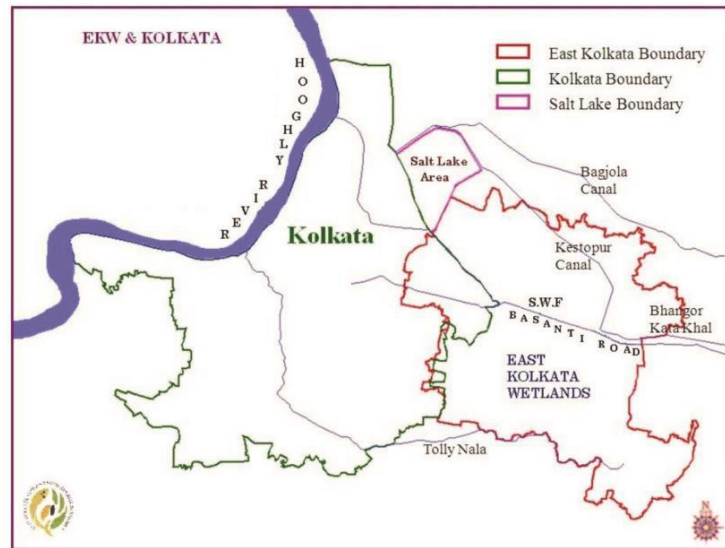 EKW & KOLKATA
East Kolkata Boundary
Kolkata Boundary
Salt Lake Boundary
HOOGHLY RIVER
Salt Lake
Area
Bagjola
Canal
Kolkata
Kestopur
Canal
S.W.F
BASANTI ROAD
Bhangor
Kata Khal
EAST
KOLKATA
WETLANDS
Tolly Nala
N